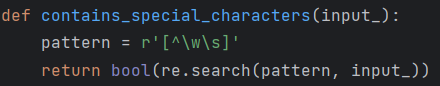 def contains_special_characters(input_):
    pattern = r'[^\w\s]'
    return bool(re.search(pattern, input_))